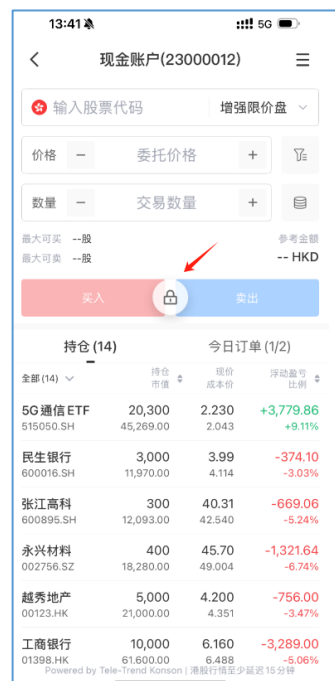 13:41 5G
现金账户(23000012)
输入股票代码 增强限价盘
价格 － 委托价格 +
数量 － 交易数量 +
最大可买 --股 参考金额
最大可卖 --股 -- HKD
买入 卖出
持仓(14) 今日订单(1/2)
全部(14) 持仓 现价 浮动盈亏
市值 成本价 比例
5G通信ETF 20,300 2.230 +3,779.86
515050.SH 45,269.00 2.043 +9.11%
民生银行 3,000 3.99 -374.10
600016.SH 11,970.00 4.114 -3.03%
张江高科 300 40.31 -669.06
600895.SH 12,093.00 42.540 -5.24%
永兴材料 400 45.70 -1,321.64
002756.SZ 18,280.00 49.004 -6.74%
越秀地产 5,000 4.200 -756.00
00123.HK 21,000.00 4.351 -3.47%
工商银行 10,000 6.160 -3,289.00
01398.HK 61,600.00 6.488 -5.06%
Powered by Tele-Trend Konson | 港股行情至少延迟15分钟